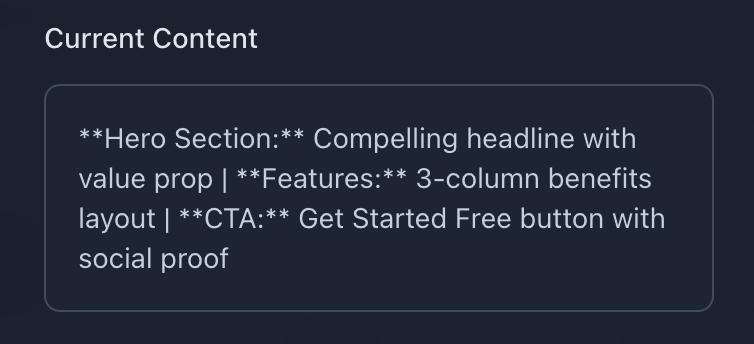 Current Content
**Hero Section:** Compelling headline with
value prop | **Features:** 3-column benefits
layout | **CTA:** Get Started Free button with
social proof